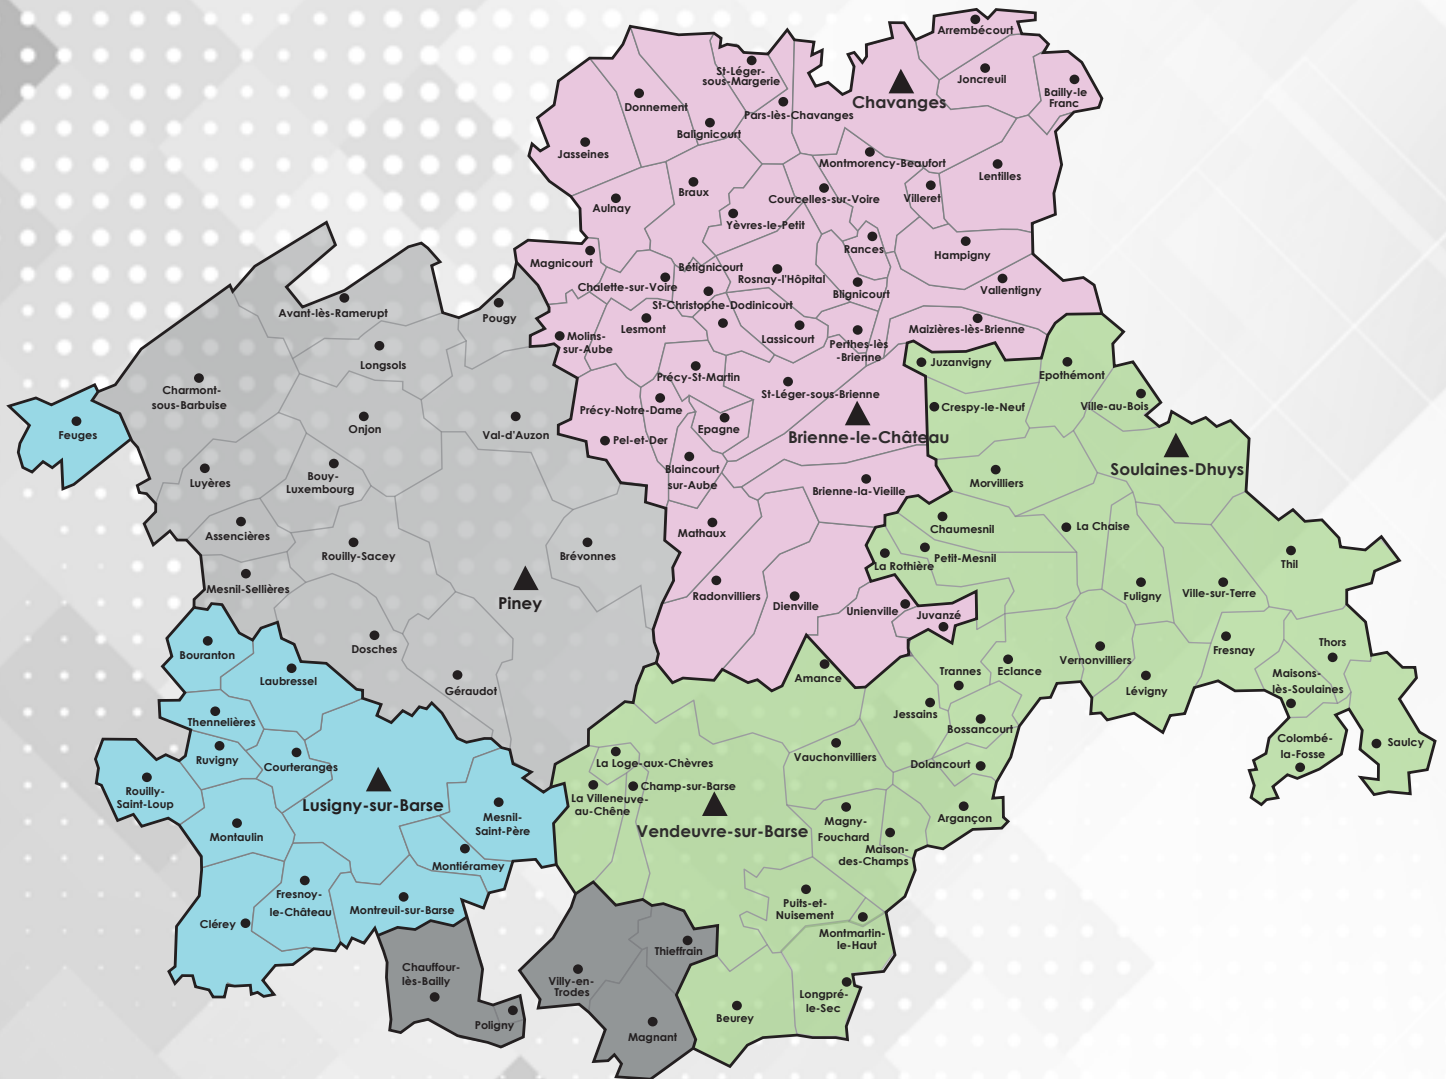 Arrembécourt
Joncreuil
Bailly-le
Franc
Chavanges
St-Léger-
sous-Margerie
Donnement
Pars-lès-Chavanges
Balignicourt
Jasseines
Montmorency-Beaufort
Lentilles
Braux
Courcelles-sur-Voire
Villeret
Aulnay
Yèvres-le-Petit
Rances
Hampigny
Magnicourt
Bétignicourt
Rosnay-l'Hôpital
Chalette-sur-Voire
Blignicourt
Vallentigny
St-Christophe-Dodinicourt
Lesmont
Lassicourt
Maizières-lès-Brienne
Molins-
sur-Aube
Perthes-lès
-Brienne
Précy-St-Martin
St-Léger-sous-Brienne
Précy-Notre-Dame
Epagne
Brienne-le-Château
Pel-et-Der
Blaincourt
sur-Aube
Brienne-la-Vieille
Mathaux
Radonvilliers
Dienville
Unienville
Juvanzé
Avant-lès-Ramerupt
Pougy
Longsols
Charmont-
sous-Barbuise
Onjon
Val-d'Auzon
Feuges
Luyères
Bouy-
Luxembourg
Assencières
Rouilly-Sacey
Brévonnes
Mesnil-Sellières
Piney
Dosches
Géraudot
Juzanvigny
Epothémont
Crespy-le-Neuf
Ville-au-Bois
Soulaines-Dhuys
Morvilliers
Chaumesnil
La Chaise
Petit-Mesnil
La Rothière
Thil
Fuligny
Ville-sur-Terre
Fresnay
Thors
Vernonvilliers
Maisons-
lès-Soulaines
Lévigny
Colombé-
la-Fosse
Saulcy
Amance
Trannes
Eclance
Jessains
Bossancourt
Dolancourt
Vauchonvilliers
Argançon
La Loge-aux-Chèvres
Champ-sur-Barse
La Villeneuve-
au-Chêne
Vendeuvre-sur-Barse
Magny-
Fouchard
Maison-
des-Champs
Puits-et-
Nuisement
Montmartin-
le-Haut
Longpré-
le-Sec
Beurey
Bouranton
Laubressel
Thennelières
Ruvigny
Courteranges
Rouilly-
Saint-Loup
Lusigny-sur-Barse
Mesnil-
Saint-Père
Montaulin
Montiéramey
Fresnoy-
le-Château
Montreuil-sur-Barse
Clérey
Chauffour-
lès-Bailly
Poligny
Thieffrain
Villy-en-
Trodes
Magnant